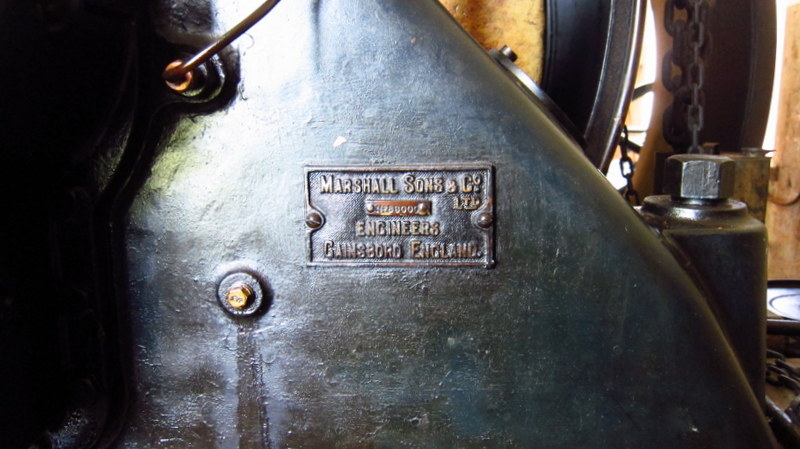 MARSHALL SONS & Co
LTD
ENGINEERS
GAINSBORO ENGLAND.